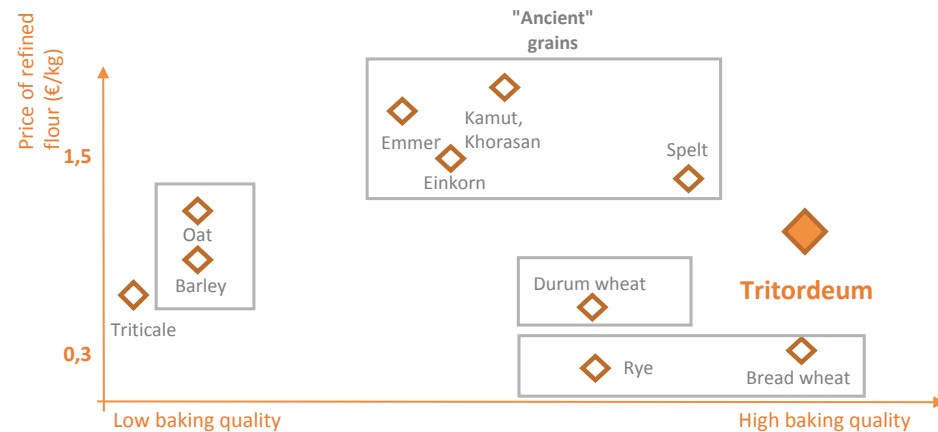 "Ancient"
grains
Price of refined
flour (€/kg)
1,5
0,3
Emmer
Kamut,
Khorasan
Einkorn
Spelt
Oat
Barley
Triticale
Durum wheat
Tritordeum
Rye
Bread wheat
Low baking quality
High baking quality